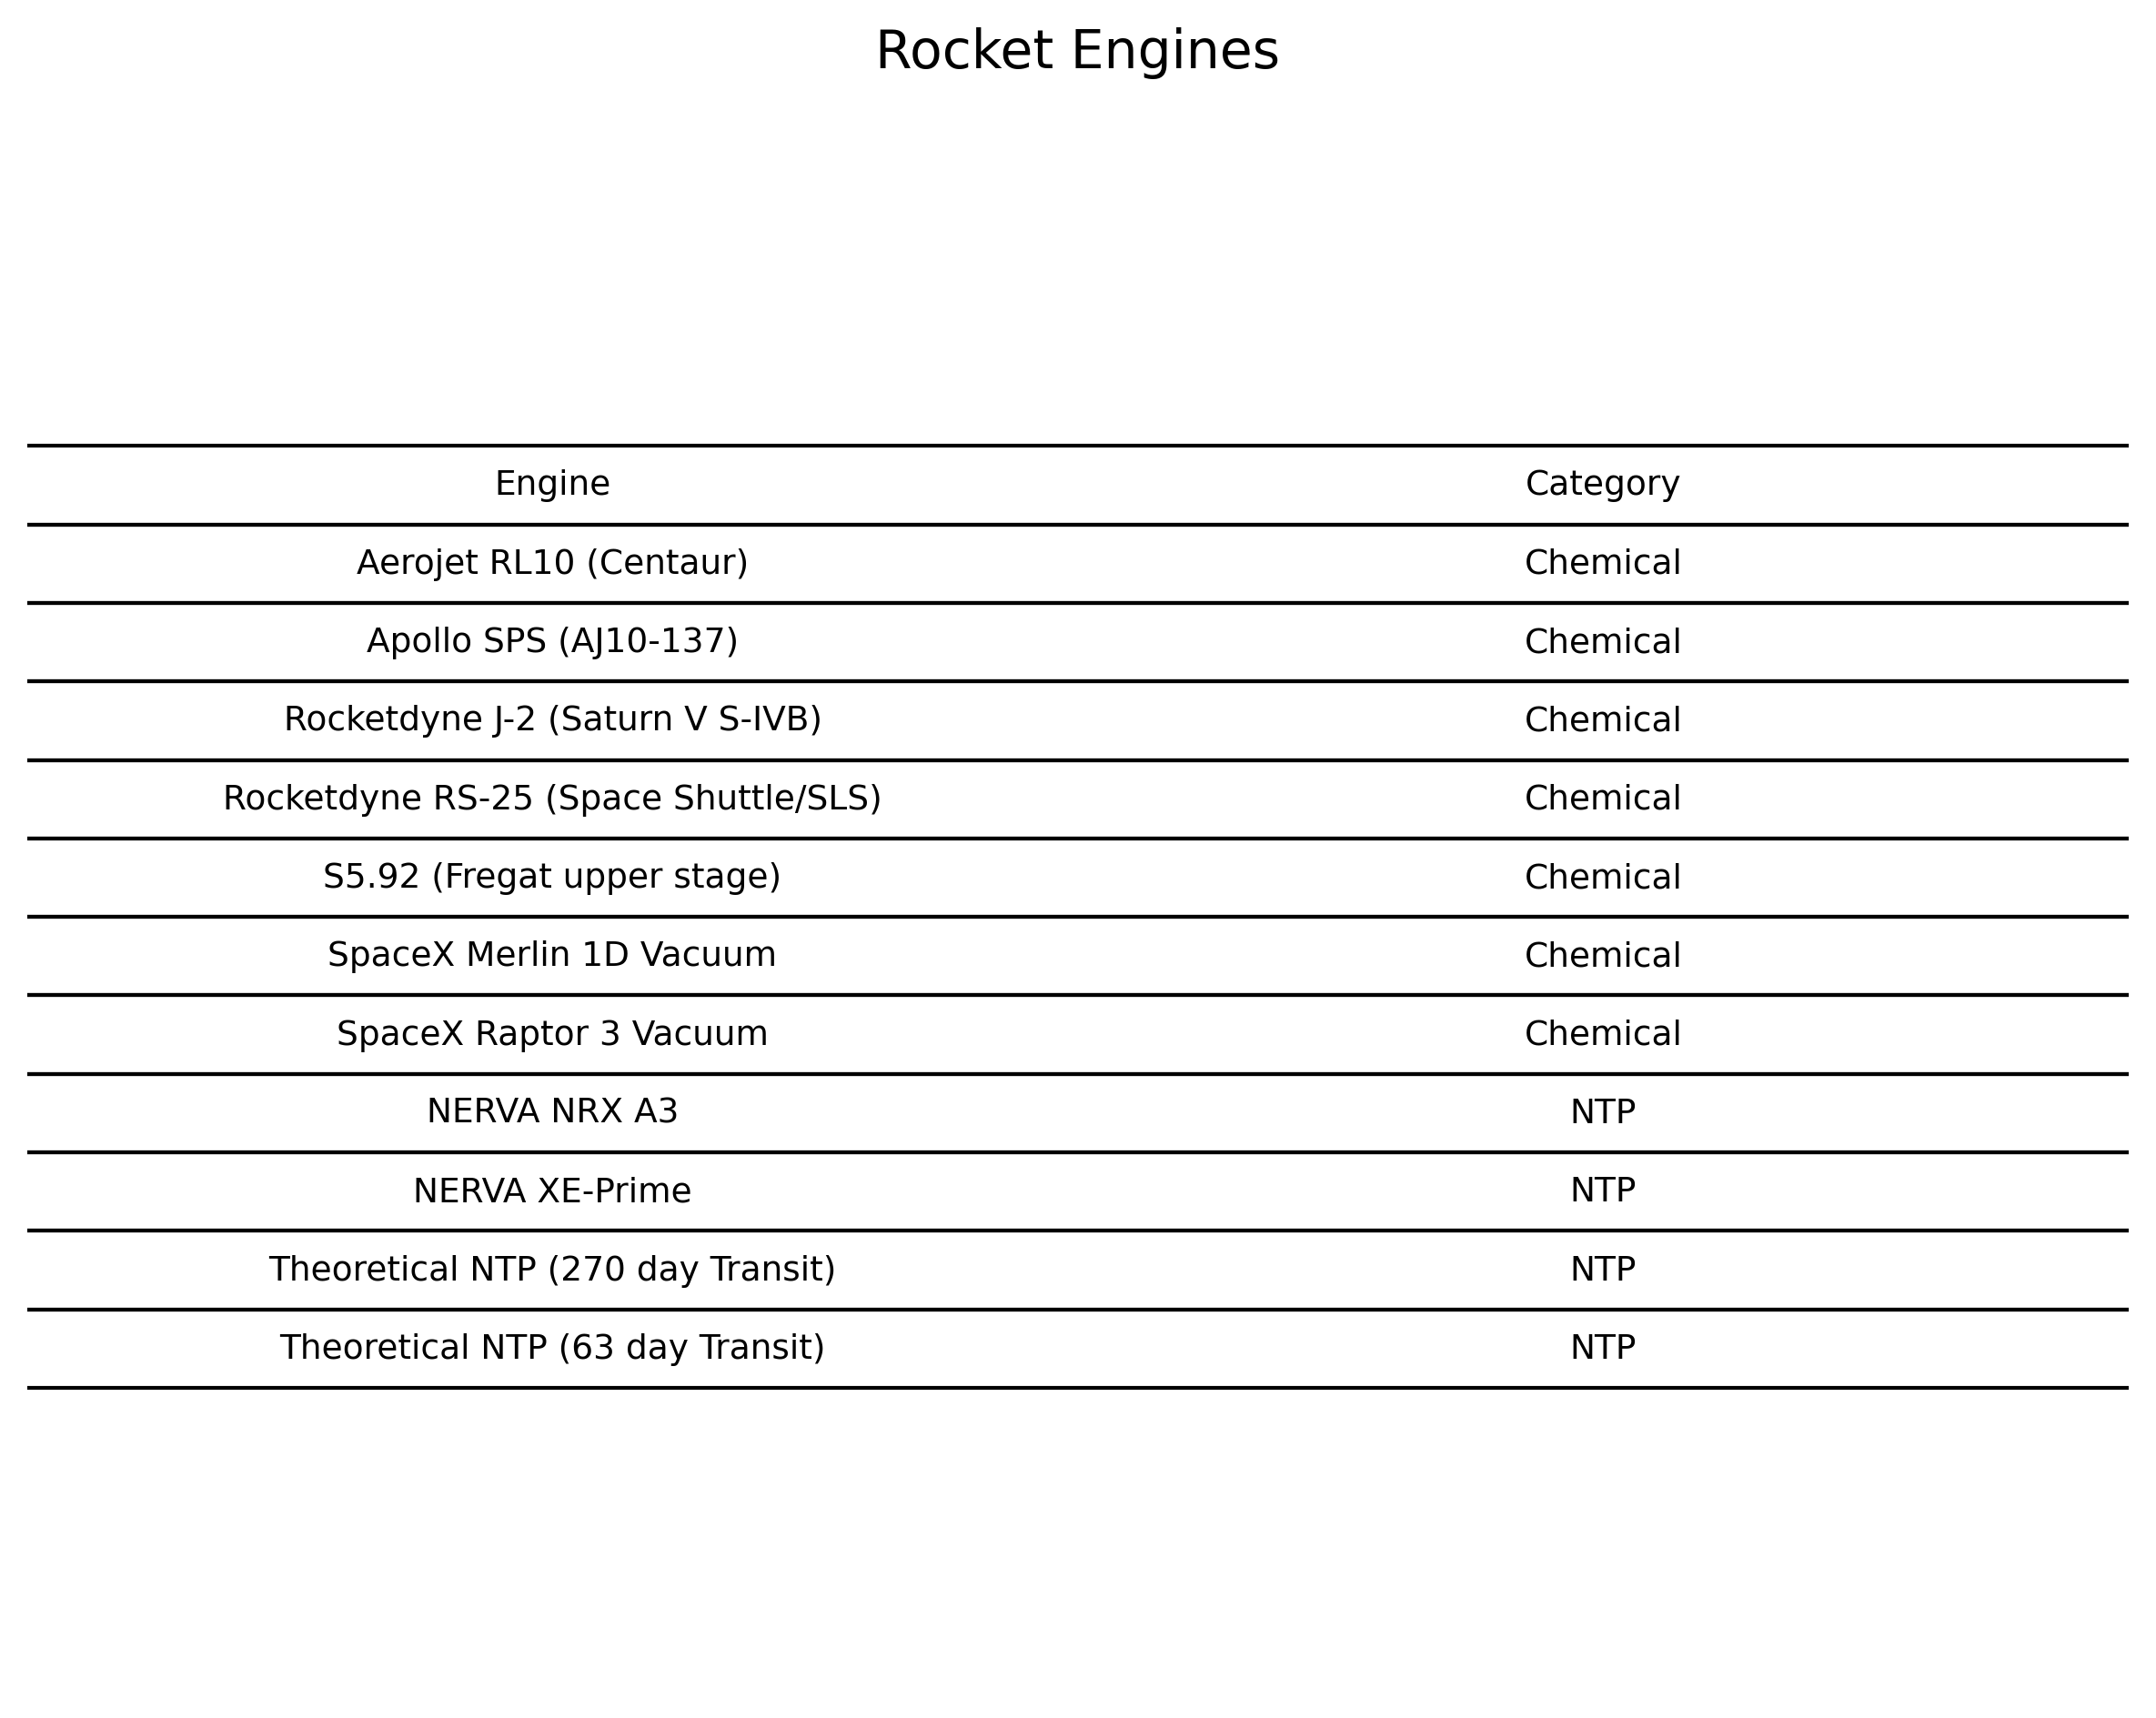 Rocket Engines
Engine Category
Aerojet RL10 (Centaur) Chemical
Apollo SPS (AJ10-137) Chemical
Rocketdyne J-2 (Saturn V S-IVB) Chemical
Rocketdyne RS-25 (Space Shuttle/SLS) Chemical
S5.92 (Fregat upper stage) Chemical
SpaceX Merlin 1D Vacuum Chemical
SpaceX Raptor 3 Vacuum Chemical
NERVA NRX A3 NTP
NERVA XE-Prime NTP
Theoretical NTP (270 day Transit) NTP
Theoretical NTP (63 day Transit) NTP